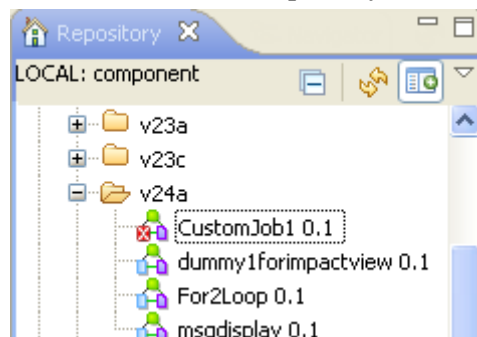 Repository
LOCAL: component
v23a
v23c
v24a
CustomJob1 0.1
dummy1forimpactview 0.1
For2Loop 0.1
msgdisplay 0.1